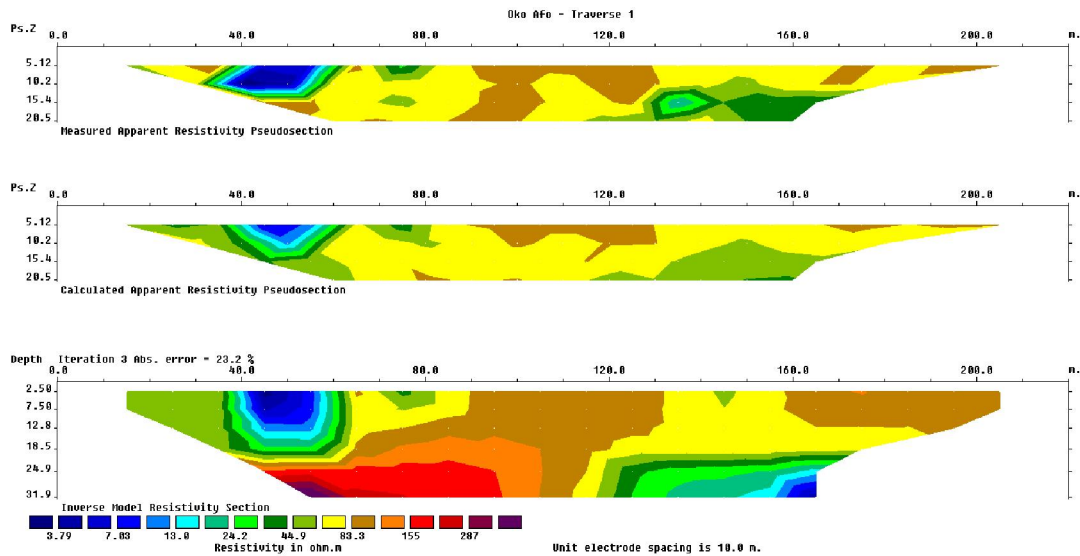 Oko Afo - Traverse 1
Ps.Z 0.0 40.0 80.0 120.0 160.0 200.0 m.
5.12
10.2
15.4
20.5
Measured Apparent Resistivity Pseudosection
Ps.Z 0.0 40.0 80.0 120.0 160.0 200.0 m.
5.12
10.2
15.4
20.5
Calculated Apparent Resistivity Pseudosection
Depth Iteration 3 Abs. error = 23.2 %
0.0 40.0 80.0 120.0 160.0 200.0 m.
2.50
7.50
12.8
18.5
24.9
31.9
Inverse Model Resistivity Section
3.79 7.03 13.0 24.2 44.9 83.3 155 287
Resistivity in ohm.m Unit electrode spacing is 10.0 m.